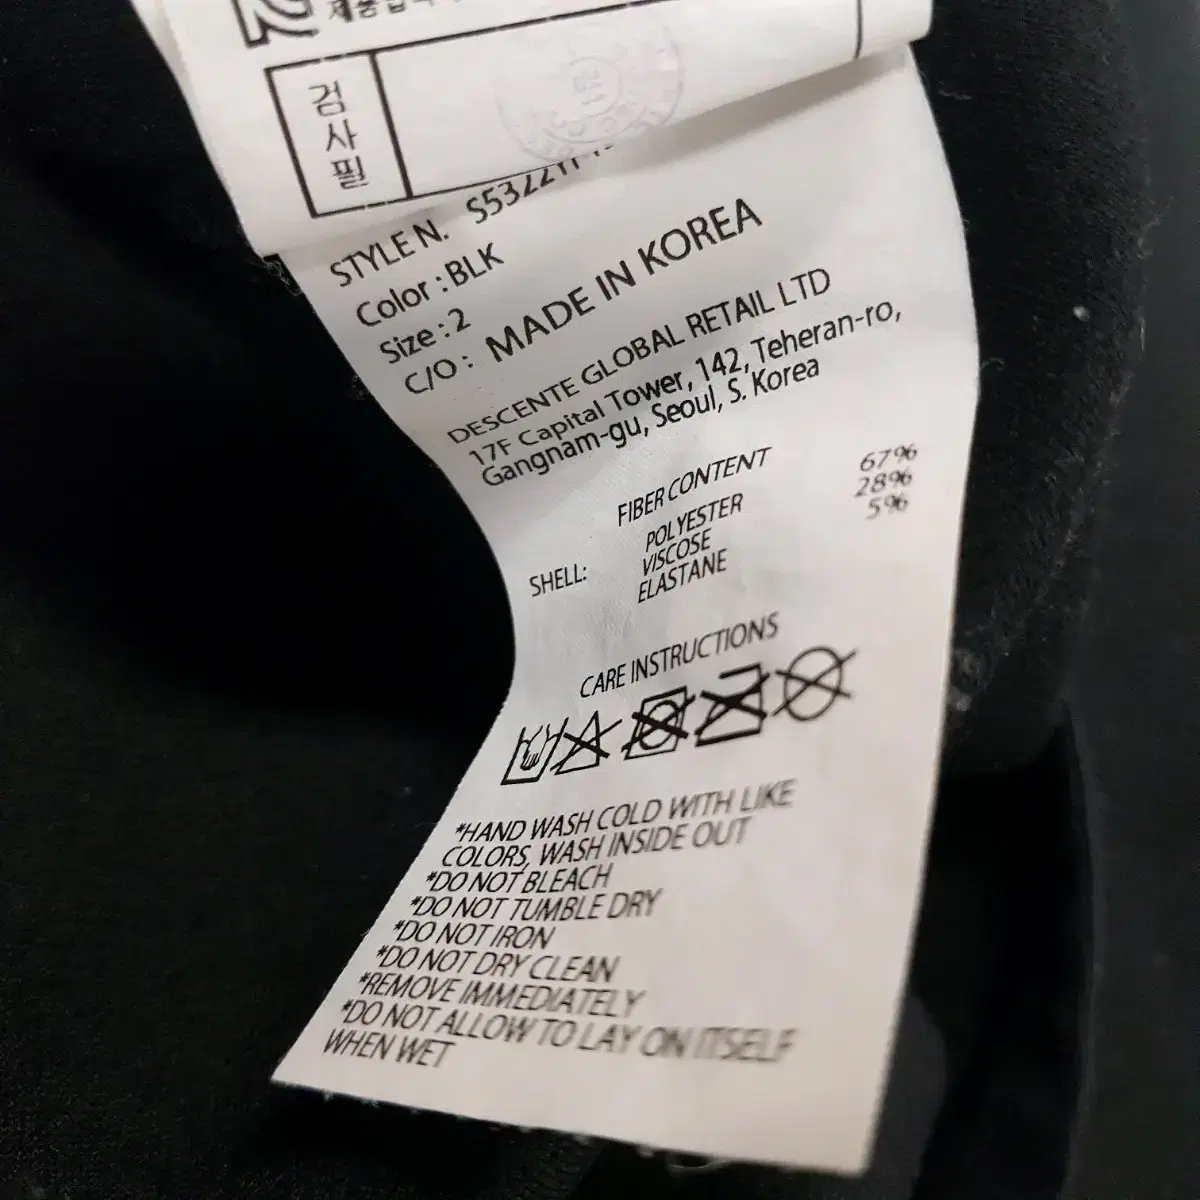 검
사
필
STYLE N.
Color : BLK
Size : 2
C/O : MADE IN KOREA
DESCENTE GLOBAL RETAIL LTD
17F Capital Tower, 142, Teheran-ro,
Gangnam-gu, Seoul, S. Korea
FIBER CONTENT
SHELL: POLYESTER 67%
VISCOSE 28%
ELASTANE 5%
CARE INSTRUCTIONS
*HAND WASH COLD WITH LIKE
COLORS, WASH INSIDE OUT
*DO NOT BLEACH
*DO NOT TUMBLE DRY
*DO NOT IRON
*DO NOT DRY CLEAN
*REMOVE IMMEDIATELY
*DO NOT ALLOW TO LAY ON ITSELF
WHEN WET